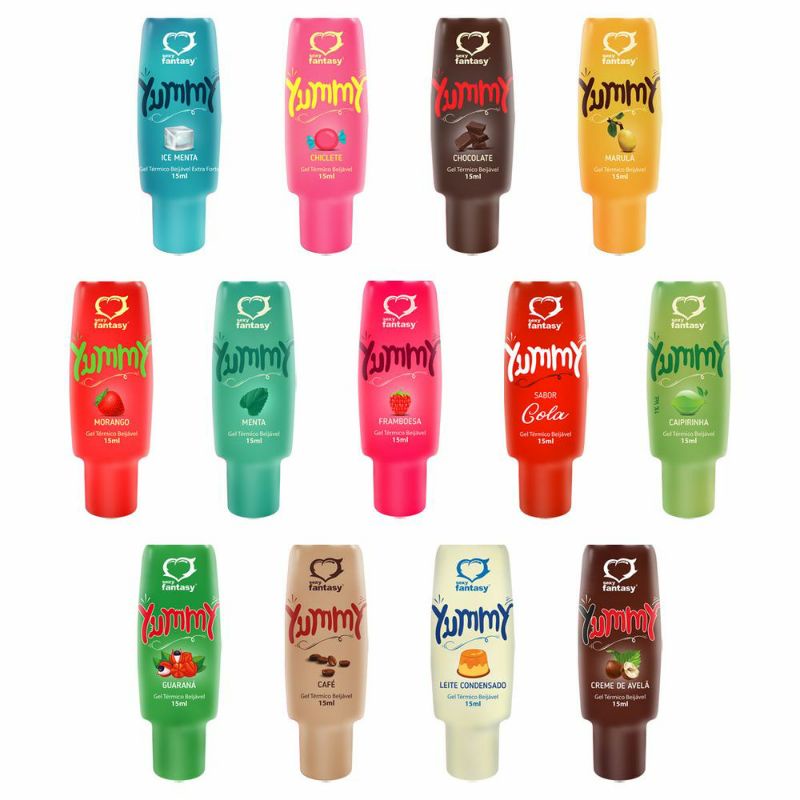 sexy
fantasy
Yummy
ICE MENTA
Gel Térmico Beijável Extra Forte
15ml
sexy
fantasy
Yummy
CHICLETE
Gel Térmico Beijável
15ml
sexy
fantasy
Yummy
CHOCOLATE
Gel Térmico Beijável
15ml
sexy
fantasy
Yummy
MARULA
Gel Térmico Beijável
15ml
sexy
fantasy
Yummy
MORANGO
Gel Térmico Beijável
15ml
sexy
fantasy
Yummy
MENTA
Gel Térmico Beijável
15ml
sexy
fantasy
Yummy
FRAMBOESA
Gel Térmico Beijável
15ml
sexy
fantasy
Yummy
SABOR
Cola
Gel Térmico Beijável
15ml
sexy
fantasy
Yummy
CAIPIRINHA
Gel Térmico Beijável
15ml
sexy
fantasy
Yummy
GUARANÁ
Gel Térmico Beijável
15ml
sexy
fantasy
Yummy
CAFÉ
Gel Térmico Beijável
15ml
sexy
fantasy
Yummy
LEITE CONDENSADO
Gel Térmico Beijável
15ml
sexy
fantasy
Yummy
CREME DE AVELÃ
Gel Térmico Beijável
15ml